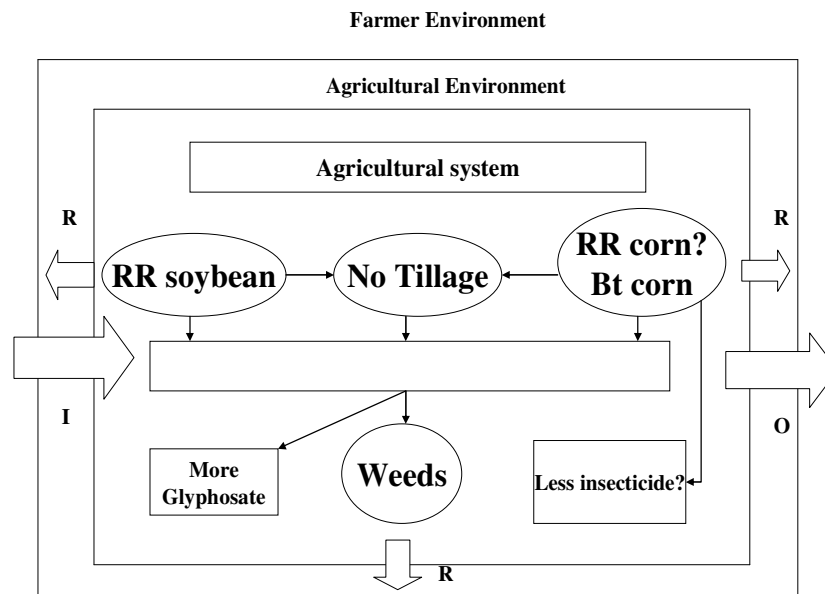 Farmer Environment
Agricultural Environment
Agricultural system
R
R
RR soybean
No Tillage
RR corn?
Bt corn
I
O
More
Glyphosate
Weeds
Less insecticide?
R